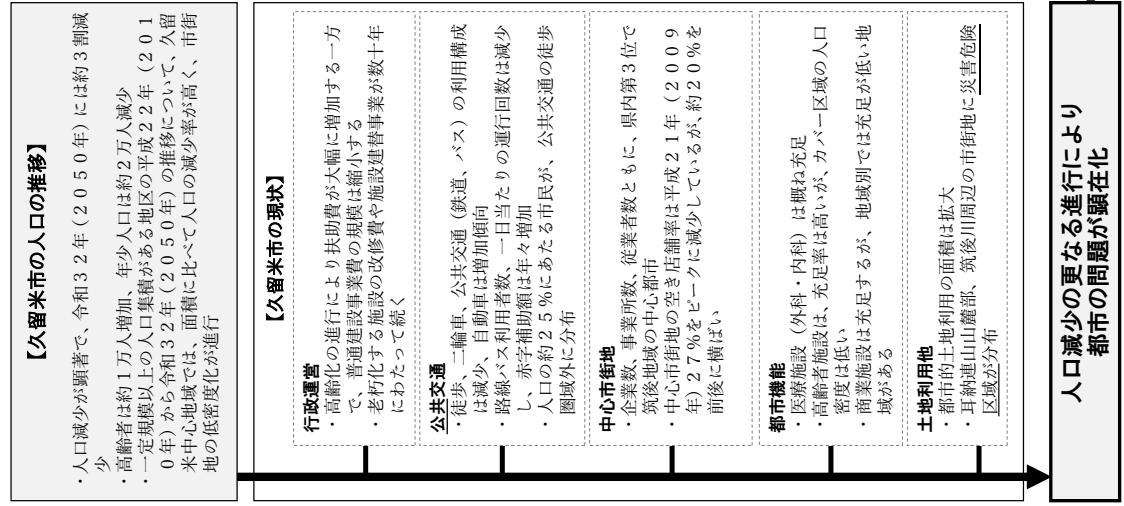 【久留米市の人口の推移】
・人口減少が顕著で、令和３２年（２０５０年）には約３割減
少
・高齢者は約１万人増加、年少人口は約２万人減少
・一定規模以上の人口集積がある地区の平成２２年（２０１
０年）から令和３２年（２０５０年）の推移について、久留
米中心地域では、面積に比べて人口の減少率が高く、市街
地の低密度化が進行
【久留米市の現状】
行政運営
・高齢化の進行により扶助費が大幅に増加する一方
で、普通建設事業費の規模は縮小する
・老朽化する施設の改修費や施設建替事業が数十年
にわたって続く
公共交通
・徒歩、二輪車、公共交通（鉄道、バス）の利用構成
は減少、自動車は増加傾向
・路線バス利用者数、一日当たりの運行回数は減少
し、赤字補助額は年々増加
・人口の約２５％にあたる市民が、公共交通の徒歩
圏域外に分布
中心市街地
・企業数、事業所数、従業者数ともに、県内第３位で
筑後地域の中心都市
・中心市街地の空き店舗率は平成２１年（２００９
年）２７％をピークに減少しているが、約２０％を
前後に横ばい
都市機能
・医療施設（外科・内科）は概ね充足
・高齢者施設は、充足率は高いが、カバー区域の人口
密度は低い
・商業施設は充足するが、地域別では充足が低い地
域がある
土地利用他
・都市的土地利用の面積は拡大
・耳納連山山麓部、筑後川周辺の市街地に災害危険
区域が分布
人口減少の更なる進行により
都市の問題が顕在化